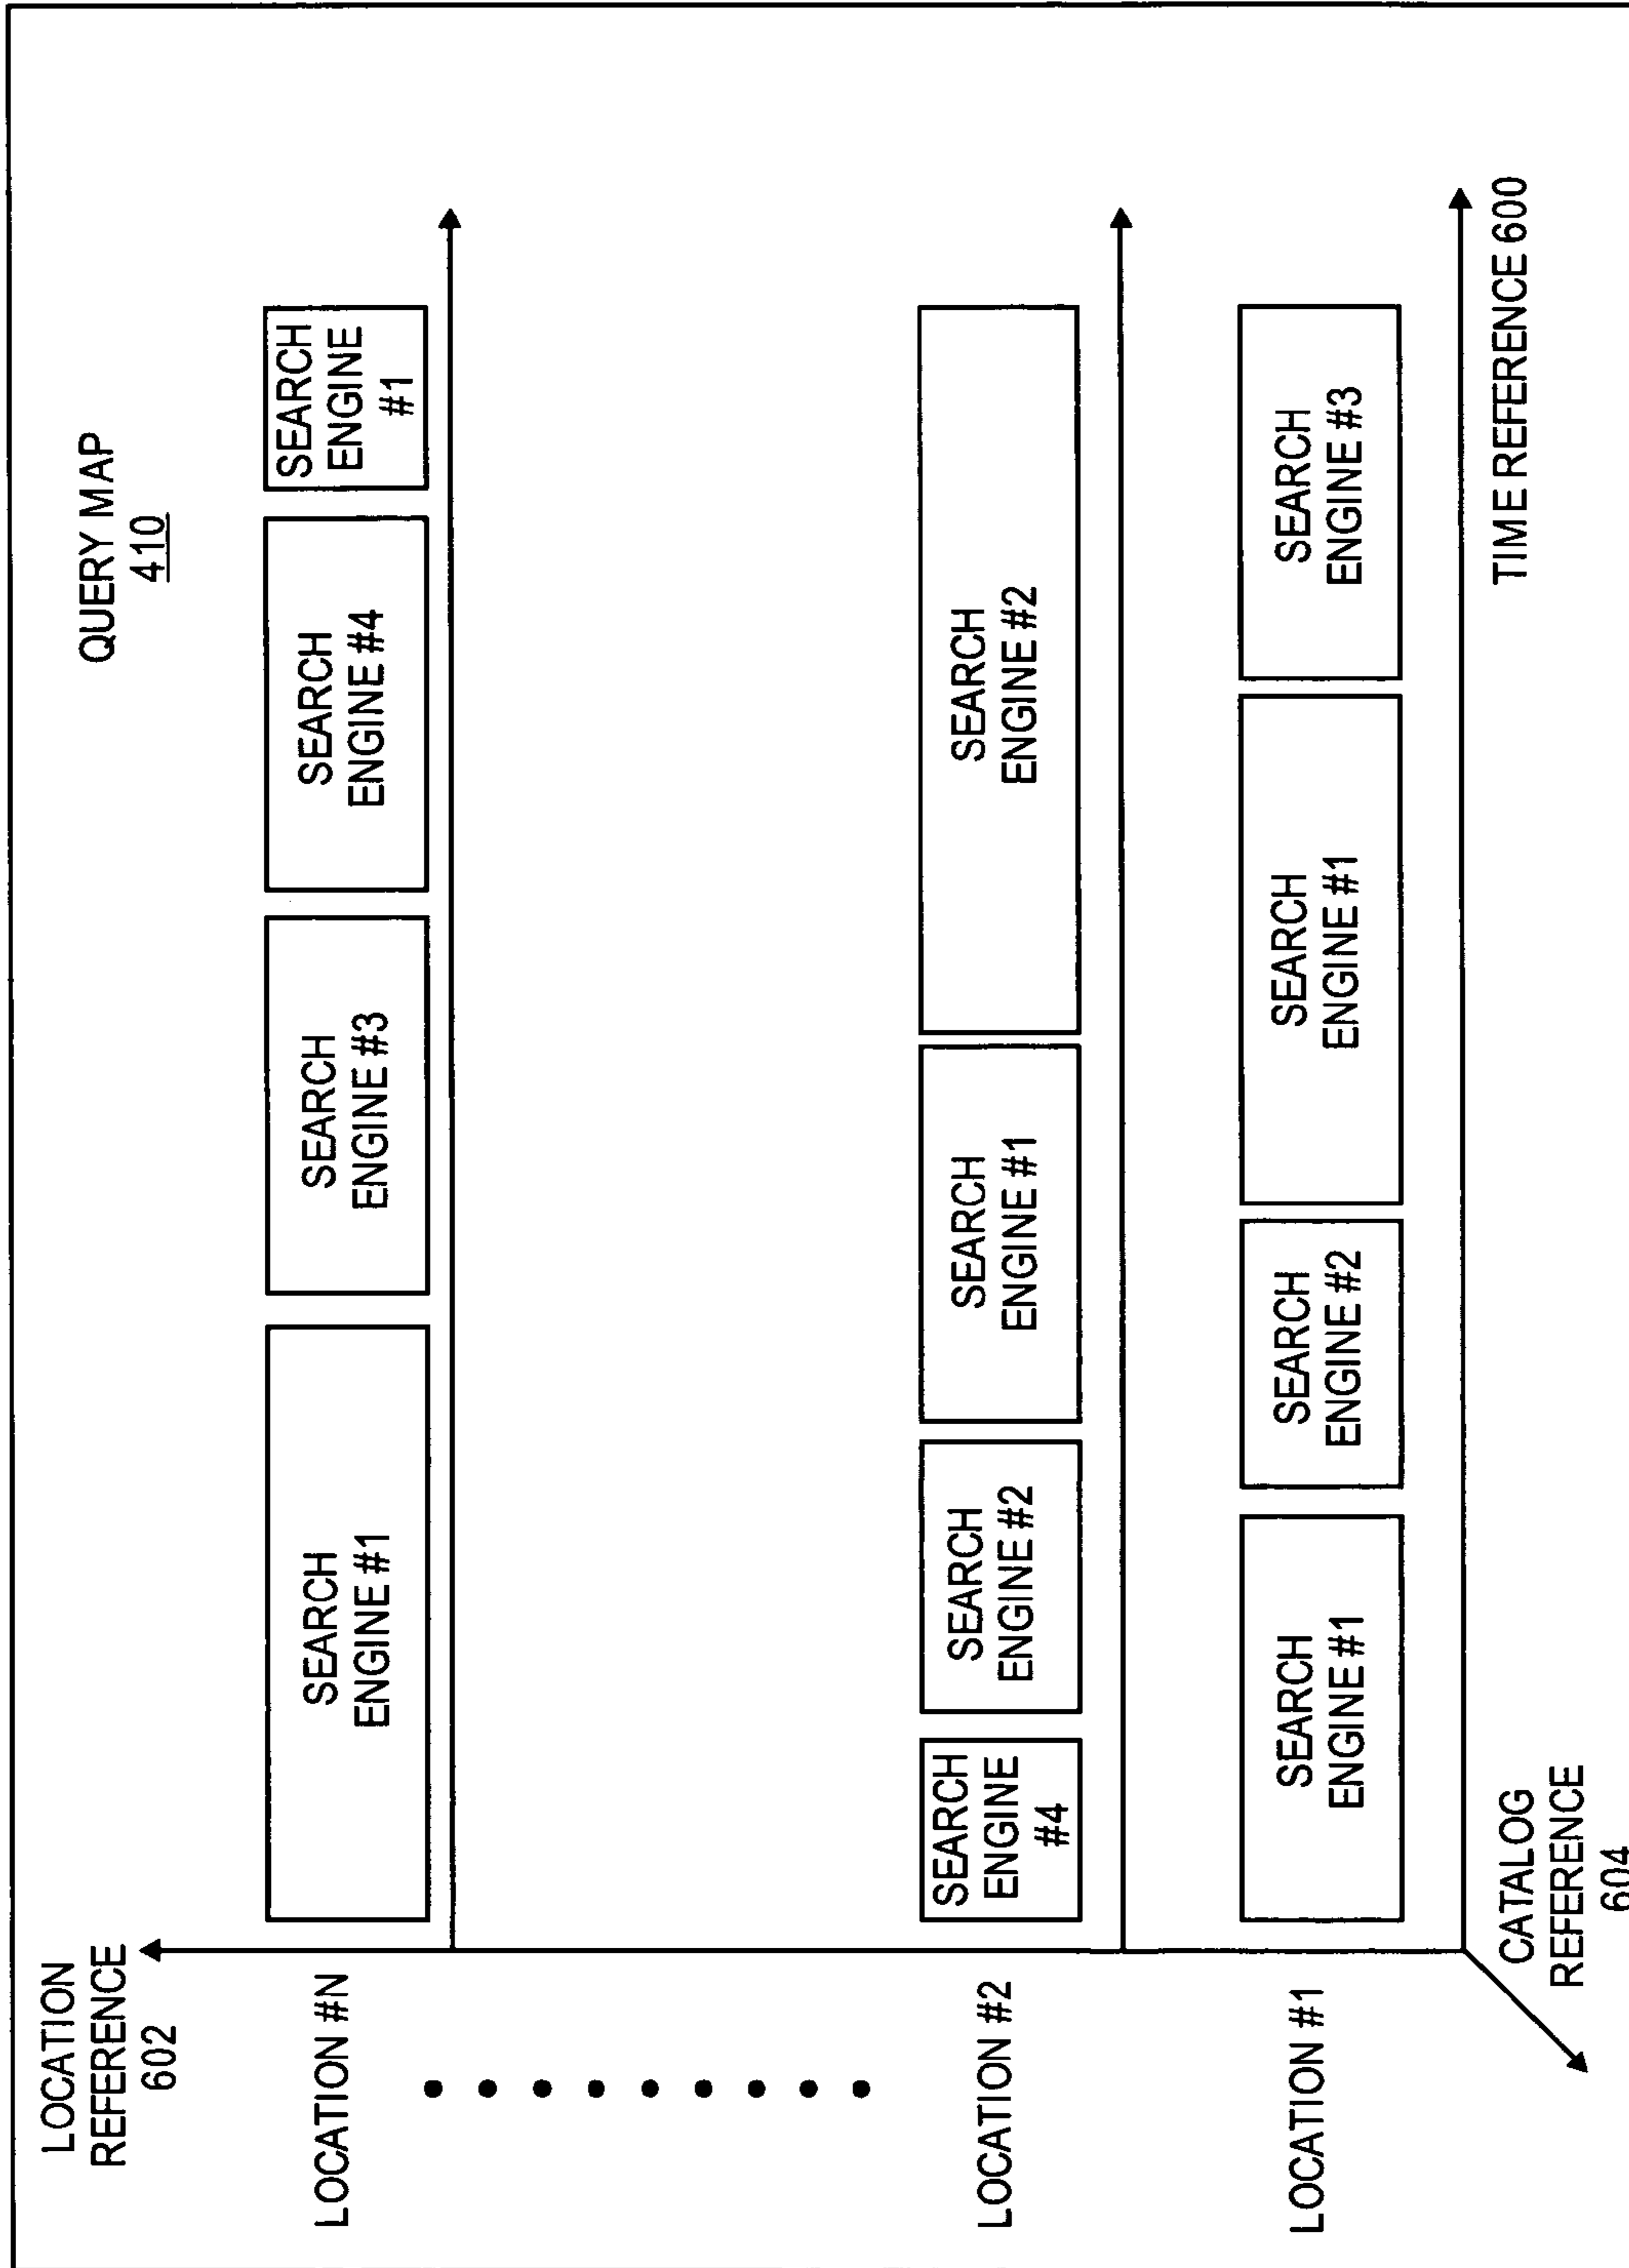 QUERY MAP
410
LOCATION
REFERENCE
602
LOCATION #N
SEARCH
ENGINE #1
SEARCH
ENGINE #3
SEARCH
ENGINE #4
SEARCH
ENGINE
#1
LOCATION #2
SEARCH
ENGINE
#4
SEARCH
ENGINE #2
SEARCH
ENGINE #1
SEARCH
ENGINE #2
LOCATION #1
SEARCH
ENGINE #1
SEARCH
ENGINE #2
SEARCH
ENGINE #1
SEARCH
ENGINE #3
TIME REFERENCE 600
CATALOG
REFERENCE
604